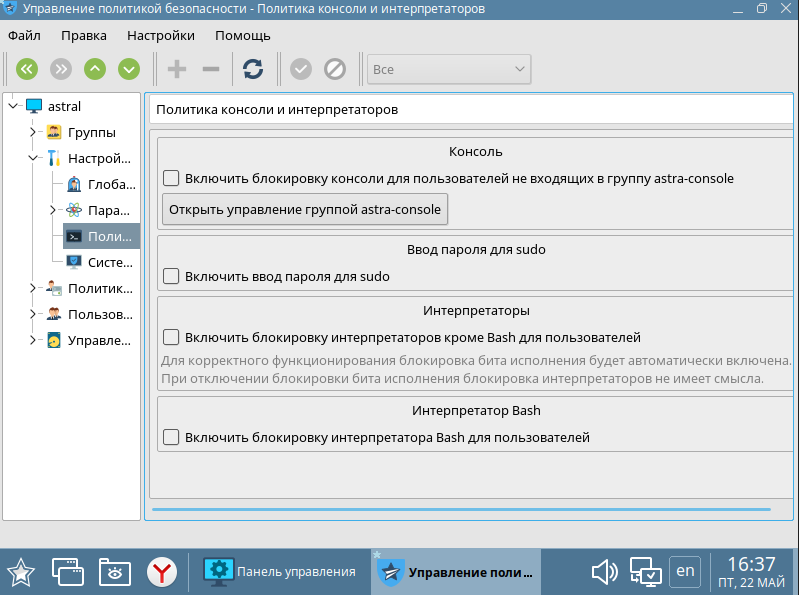 Управление политикой безопасности - Политика консоли и интерпретаторов
Файл Правка Настройки Помощь
Все
astral
Группы
Настрой...
Глоба...
Пара...
Поли...
Систе...
Политик...
Пользов...
Управле...
Политика консоли и интерпретаторов
Консоль
Включить блокировку консоли для пользователей не входящих в группу astra-console
Открыть управление группой astra-console
Ввод пароля для sudo
Включить ввод пароля для sudo
Интерпретаторы
Включить блокировку интерпретаторов кроме Bash для пользователей
Для корректного функционирования блокировка бита исполнения будет автоматически включена.
При отключении блокировки бита исполнения блокировка интерпретаторов не имеет смысла.
Интерпретатор Bash
Включить блокировку интерпретатора Bash для пользователей
Панель управления
Управление поли ...
en
16:37
ПТ, 22 МАЙ